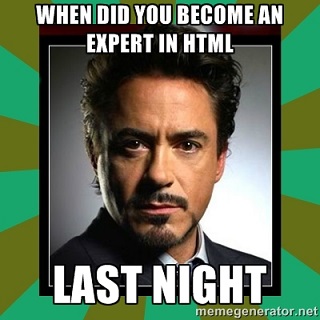 WHEN DID YOU BECOME AN
EXPERT IN HTML
LAST NIGHT
memegenerator.net